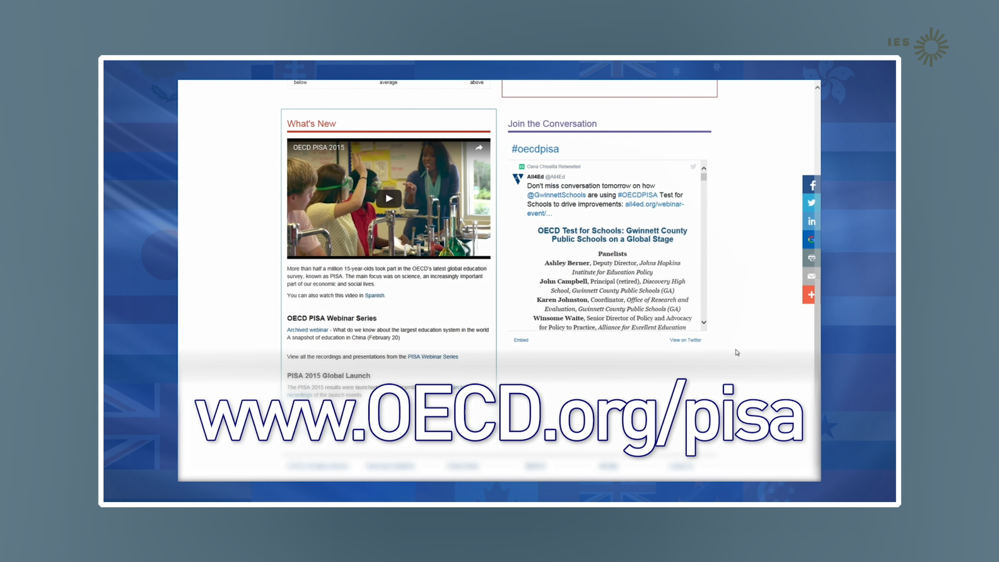 IES
below average above
What's New
OECD PISA 2015
More than half a million 15-year-olds took part in the OECD's latest global education
survey, known as PISA. The main focus was on science, an increasingly important
part of our economic and social lives.
You can also watch this video in Spanish.
OECD PISA Webinar Series
Archived webinar - What do we know about the largest education system in the world
A snapshot of education in China (February 20)
View all the recordings and presentations from the PISA Webinar Series
PISA 2015 Global Launch
The PISA 2015 results were launched
recordings of the launch events.
Join the Conversation
#oecdpisa
Oana Chisalita Retweeted
All4Ed @All4Ed
Don't miss conversation tomorrow on how
@GwinnettSchools are using #OECDPISA Test for
Schools to drive improvements: all4ed.org/webinar-
event/…
OECD Test for Schools: Gwinnett County
Public Schools on a Global Stage
Panelists
Ashley Berner, Deputy Director, Johns Hopkins
Institute for Education Policy
John Campbell, Principal (retired), Discovery High
School, Gwinnett County Public Schools (GA)
Karen Johnston, Coordinator, Office of Research and
Evaluation, Gwinnett County Public Schools (GA)
Winsome Waite, Senior Director of Policy and Advocacy
for Policy to Practice, Alliance for Excellent Education
Embed View on Twitter
www.OECD.org/pisa